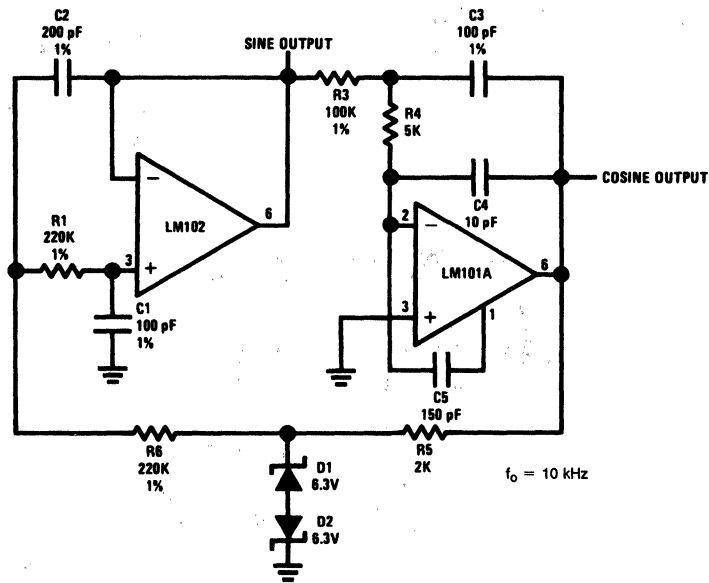 C2
200 pF
1%
SINE OUTPUT
C3
100 pF
1%
R3
100K
1%
R4
5K
COSINE OUTPUT
C4
10 pF
−
LM102
6
R1
220K
1%
3
+
C1
100 pF
1%
2
−
LM101A
6
3
+
1
C5
150 pF
R6
220K
1%
R5
2K
D1
6.3V
D2
6.3V
fo = 10 kHz